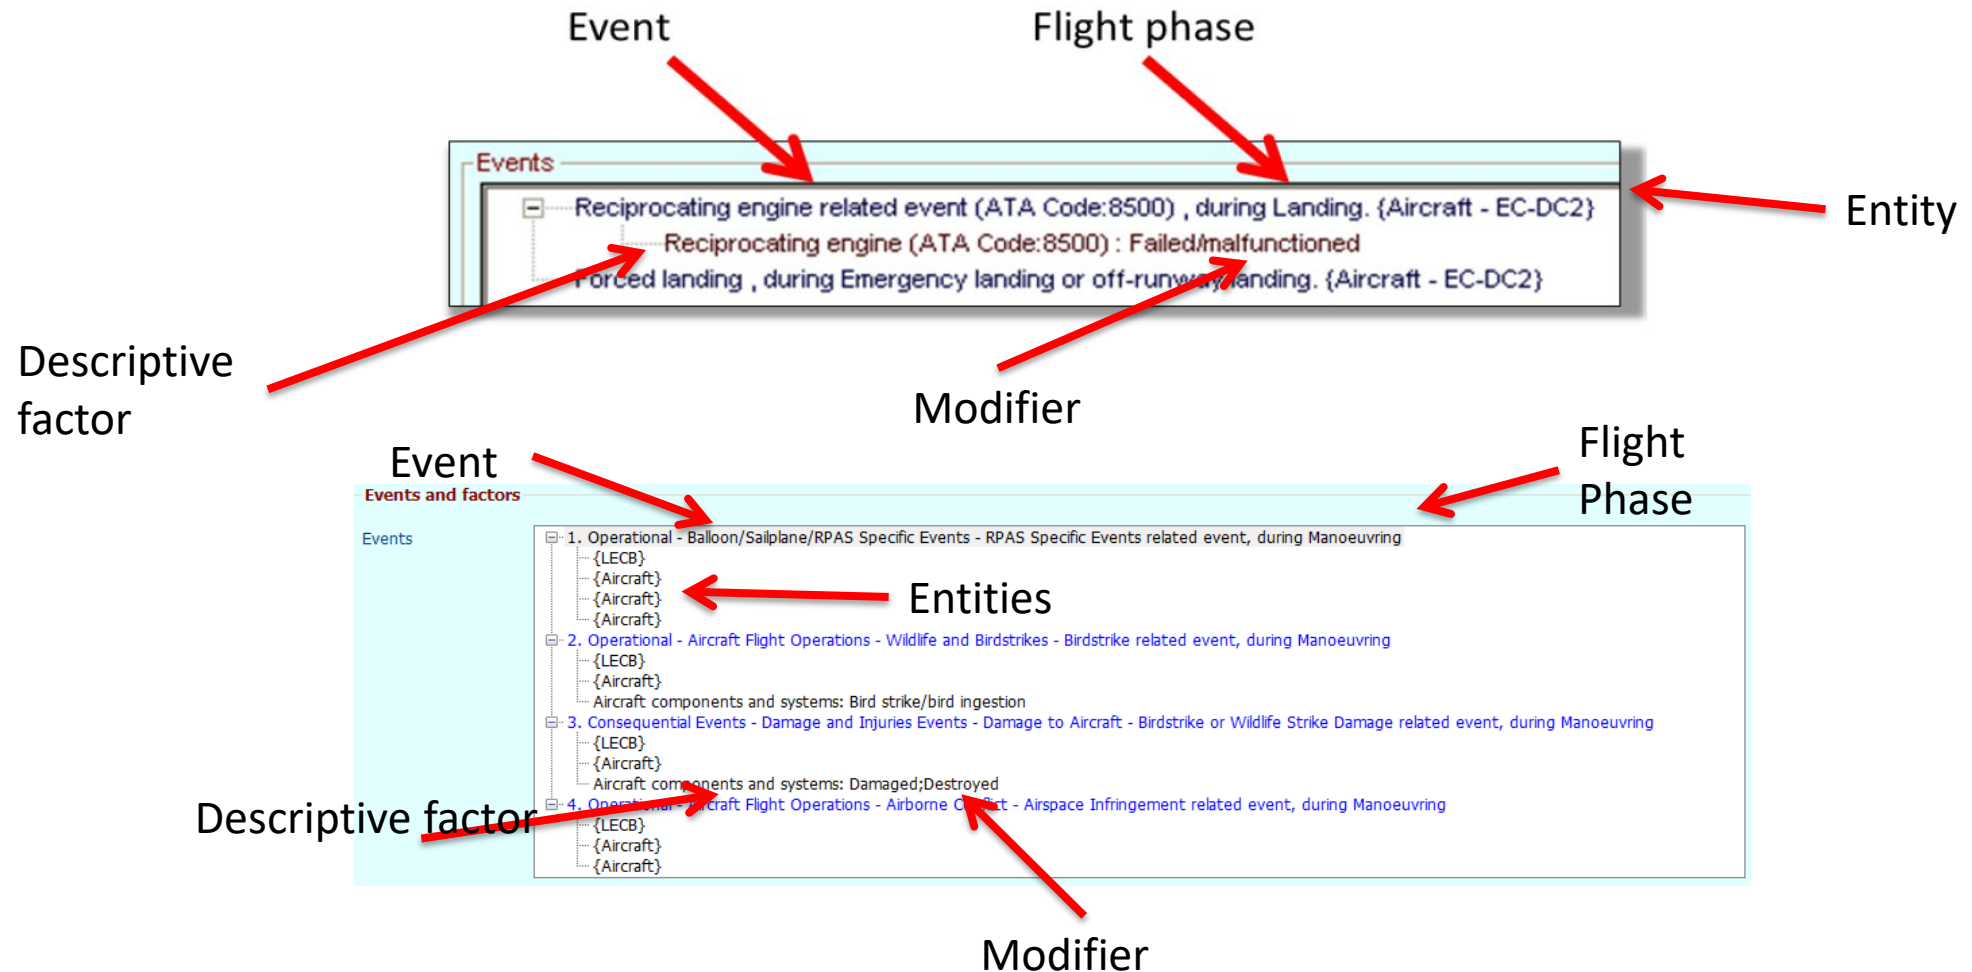 Event
Flight phase
Events
Reciprocating engine related event (ATA Code:8500) , during Landing. {Aircraft - EC-DC2}
Entity
Reciprocating engine (ATA Code:8500) : Failed/malfunctioned
Forced landing , during Emergency landing or off-runway landing. {Aircraft - EC-DC2}
Descriptive
factor
Modifier
Event
Flight
Phase
Events and factors
Events
1. Operational - Balloon/Sailplane/RPAS Specific Events - RPAS Specific Events related event, during Manoeuvring
{LECB}
{Aircraft}
{Aircraft}
{Aircraft}
Entities
2. Operational - Aircraft Flight Operations - Wildlife and Birdstrikes - Birdstrike related event, during Manoeuvring
{LECB}
{Aircraft}
Aircraft components and systems: Bird strike/bird ingestion
3. Consequential Events - Damage and Injuries Events - Damage to Aircraft - Birdstrike or Wildlife Strike Damage related event, during Manoeuvring
{LECB}
{Aircraft}
Aircraft components and systems: Damaged;Destroyed
4. Operational - Aircraft Flight Operations - Airborne Conflict - Airspace Infringement related event, during Manoeuvring
{LECB}
{Aircraft}
{Aircraft}
Descriptive factor
Modifier